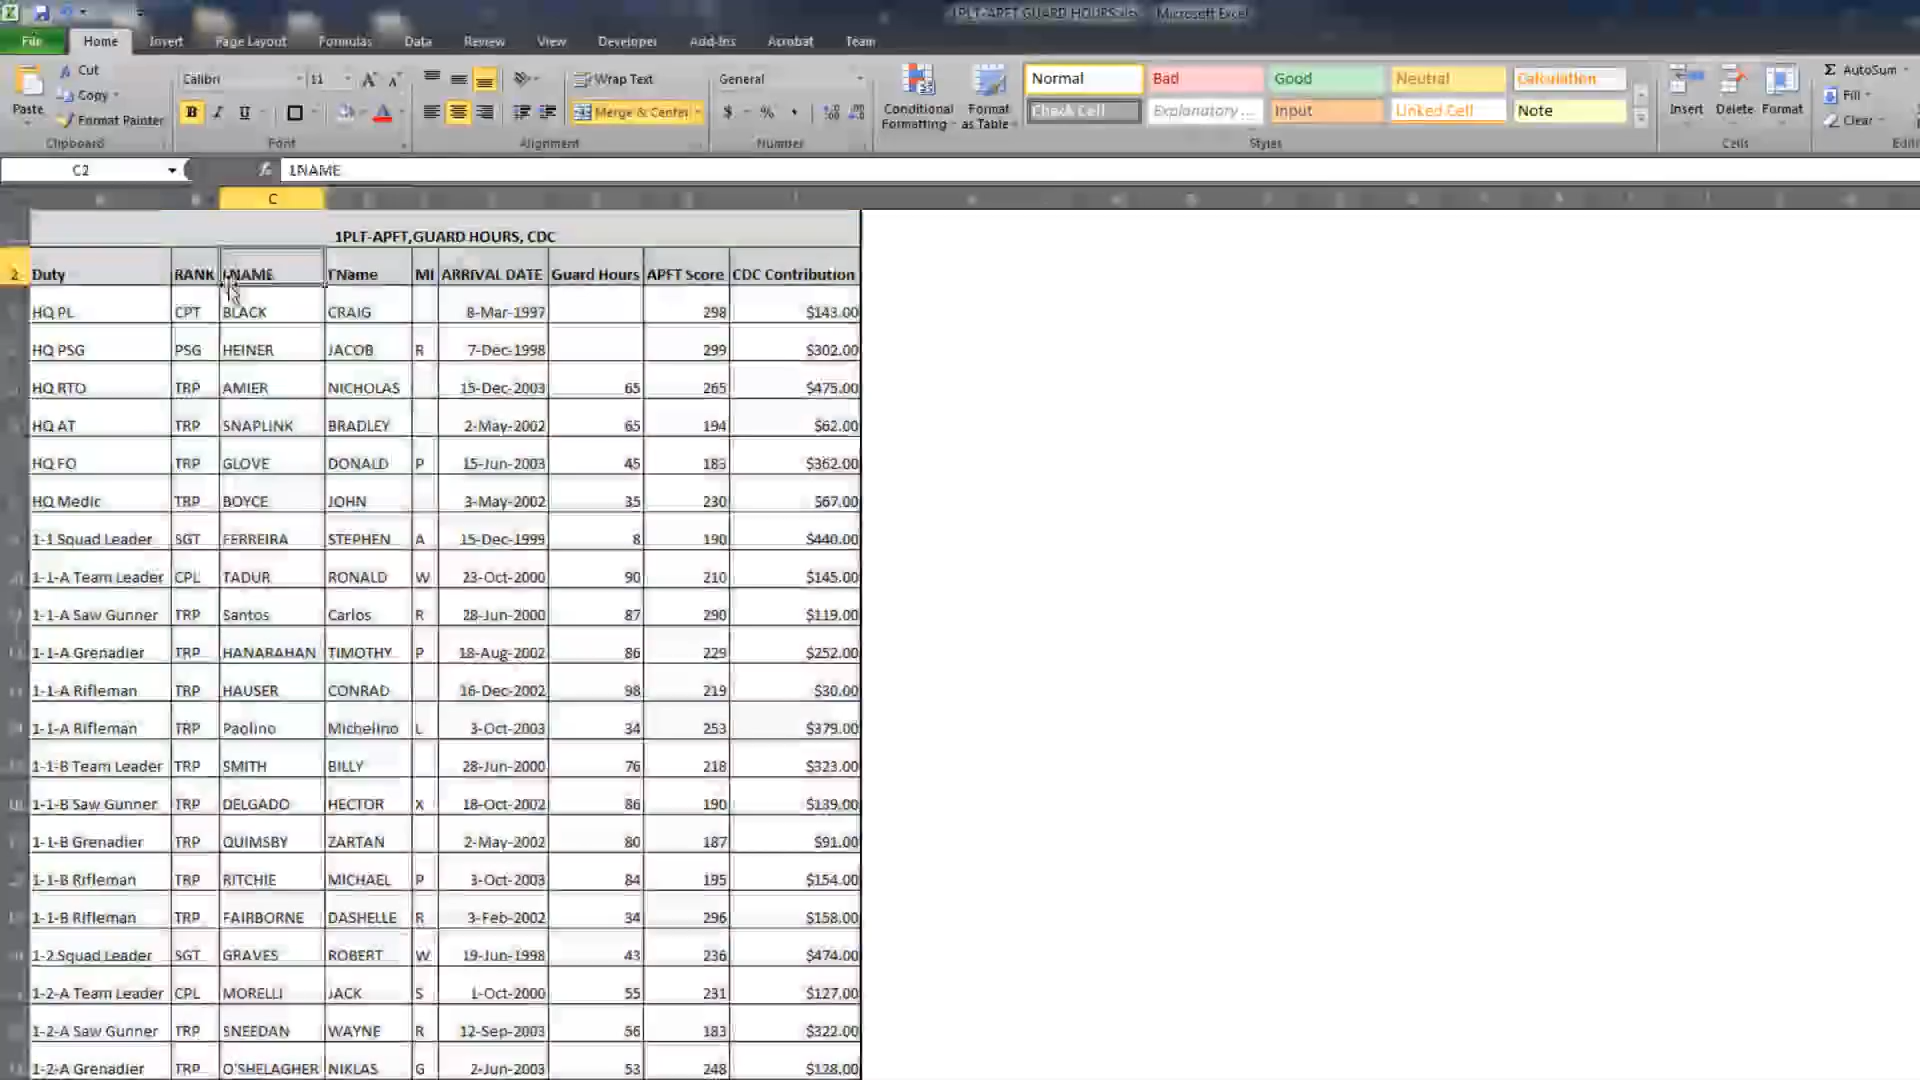 1PLT-APFT GUARD HOURS.xls - Microsoft Excel
File Home Insert Page Layout Formulas Data Review View Developer Add-Ins Acrobat Team
Cut
Copy
Format Painter
Paste
Clipboard
Calibri 11
B I U
Font
Wrap Text
Merge & Center
Alignment
General
$ % ,
Number
Conditional Formatting
Format as Table
Normal Bad Good Neutral Calculation
Check Cell Explanatory ... Input Linked Cell Note
Styles
Insert Delete Format
Cells
Σ AutoSum
Fill
Clear
C2 fx 1NAME
C
1PLT-APFT,GUARD HOURS, CDC
2 Duty RANK 1NAME Name MI ARRIVAL DATE Guard Hours APFT Score CDC Contribution
HQ PL CPT BLACK CRAIG 8-Mar-1997 298 $143.00
HQ PSG PSG HEINER JACOB R 7-Dec-1998 299 $302.00
HQ RTO TRP AMIER NICHOLAS 15-Dec-2003 65 265 $475.00
HQ AT TRP SNAPLINK BRADLEY 2-May-2002 65 194 $62.00
HQ FO TRP GLOVE DONALD P 15-Jun-2003 45 183 $362.00
HQ Medic TRP BOYCE JOHN 3-May-2002 35 230 $67.00
1-1 Squad Leader SGT FERREIRA STEPHEN A 15-Dec-1999 8 190 $440.00
1-1-A Team Leader CPL TADUR RONALD W 23-Oct-2000 90 210 $145.00
1-1-A Saw Gunner TRP Santos Carlos R 28-Jun-2000 87 290 $119.00
1-1-A Grenadier TRP HANARAHAN TIMOTHY P 18-Aug-2002 86 229 $252.00
1-1-A Rifleman TRP HAUSER CONRAD 16-Dec-2002 98 219 $30.00
1-1-A Rifleman TRP Paolino Michelino L 3-Oct-2003 34 253 $379.00
1-1-B Team Leader TRP SMITH BILLY 28-Jun-2000 76 218 $323.00
1-1-B Saw Gunner TRP DELGADO HECTOR X 18-Oct-2002 86 190 $139.00
1-1-B Grenadier TRP QUIMSBY ZARTAN 2-May-2002 80 187 $91.00
1-1-B Rifleman TRP RITCHIE MICHAEL P 3-Oct-2003 84 195 $154.00
1-1-B Rifleman TRP FAIRBORNE DASHELLE R 3-Feb-2002 34 296 $158.00
1-2 Squad Leader SGT GRAVES ROBERT W 19-Jun-1998 43 236 $474.00
1-2-A Team Leader CPL MORELLI JACK S 1-Oct-2000 55 231 $127.00
1-2-A Saw Gunner TRP SNEEDAN WAYNE R 12-Sep-2003 56 183 $322.00
1-2-A Grenadier TRP O'SHELAGHER NIKLAS G 2-Jun-2003 53 248 $128.00